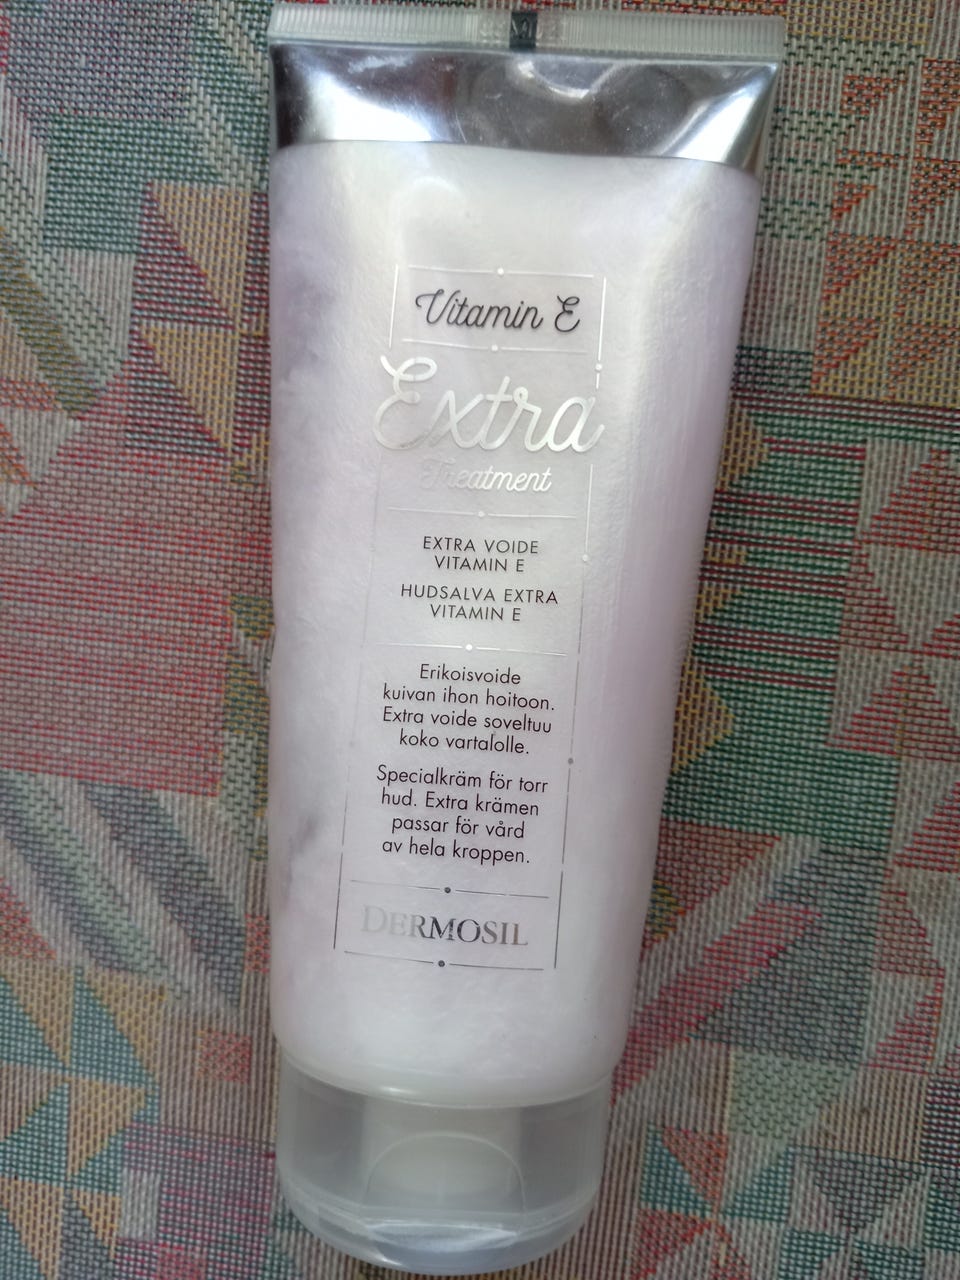 Vitamin E
Extra
Treatment
EXTRA VOIDE
VITAMIN E
HUDSALVA EXTRA
VITAMIN E
Erikoisvoide
kuivan ihon hoitoon.
Extra voide soveltuu
koko vartalolle.
Specialkräm för torr
hud. Extra krämen
passar för vård
av hela kroppen.
DERMOSIL